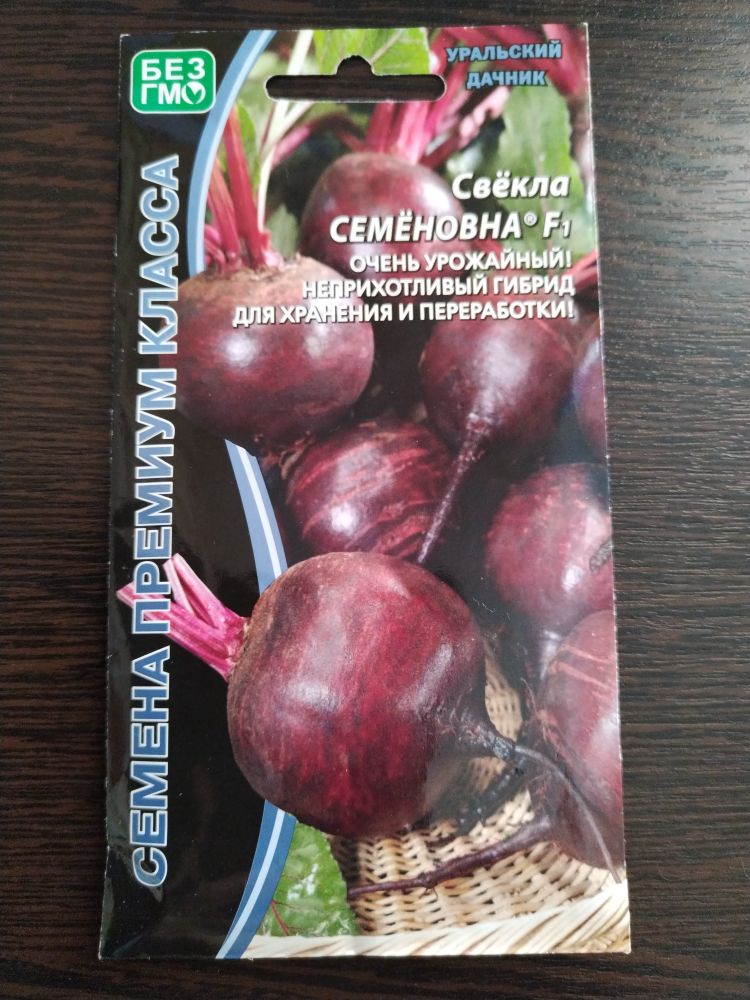 БЕЗ
ГМО
УРАЛЬСКИЙ
ДАЧНИК
Свёкла
СЕМЁНОВНА® F1
ОЧЕНЬ УРОЖАЙНЫЙ!
НЕПРИХОТЛИВЫЙ ГИБРИД
ДЛЯ ХРАНЕНИЯ И ПЕРЕРАБОТКИ!
СЕМЕНА ПРЕМИУМ КЛАССА